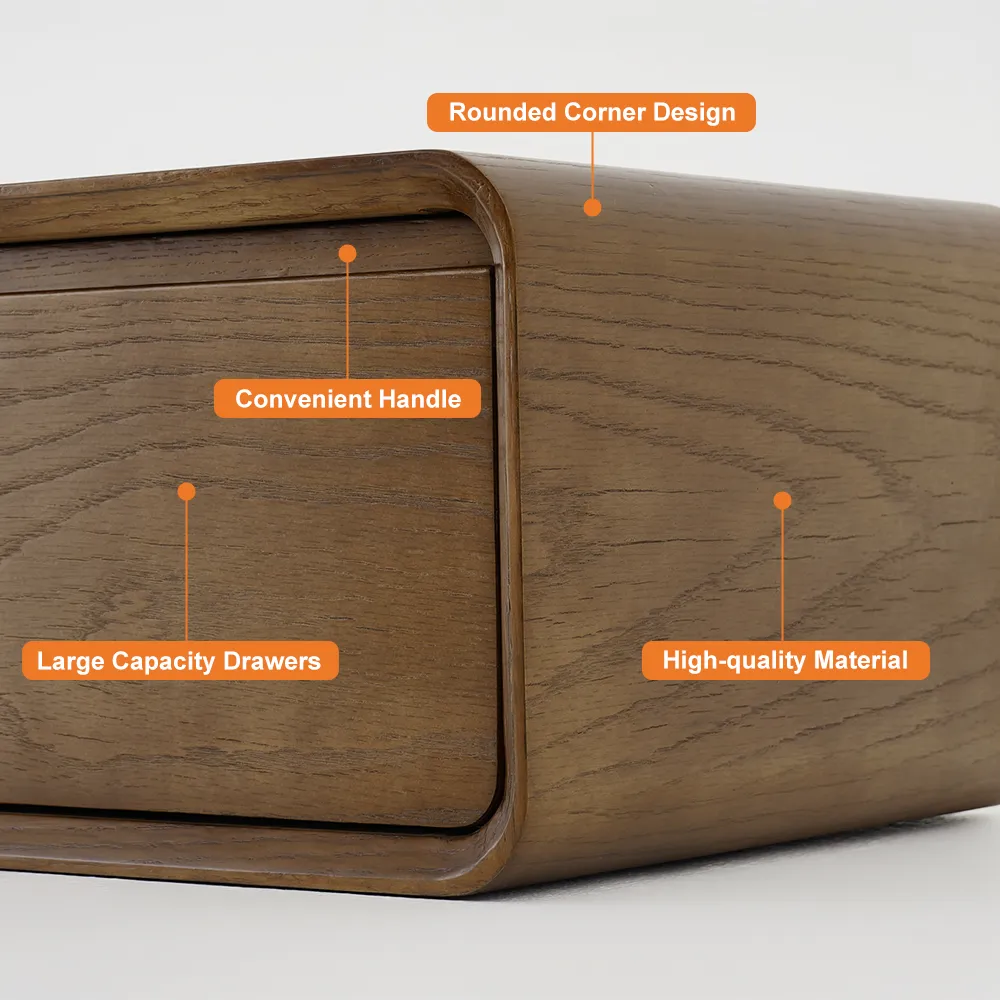 Rounded Corner Design
Convenient Handle
Large Capacity Drawers
High-quality Material